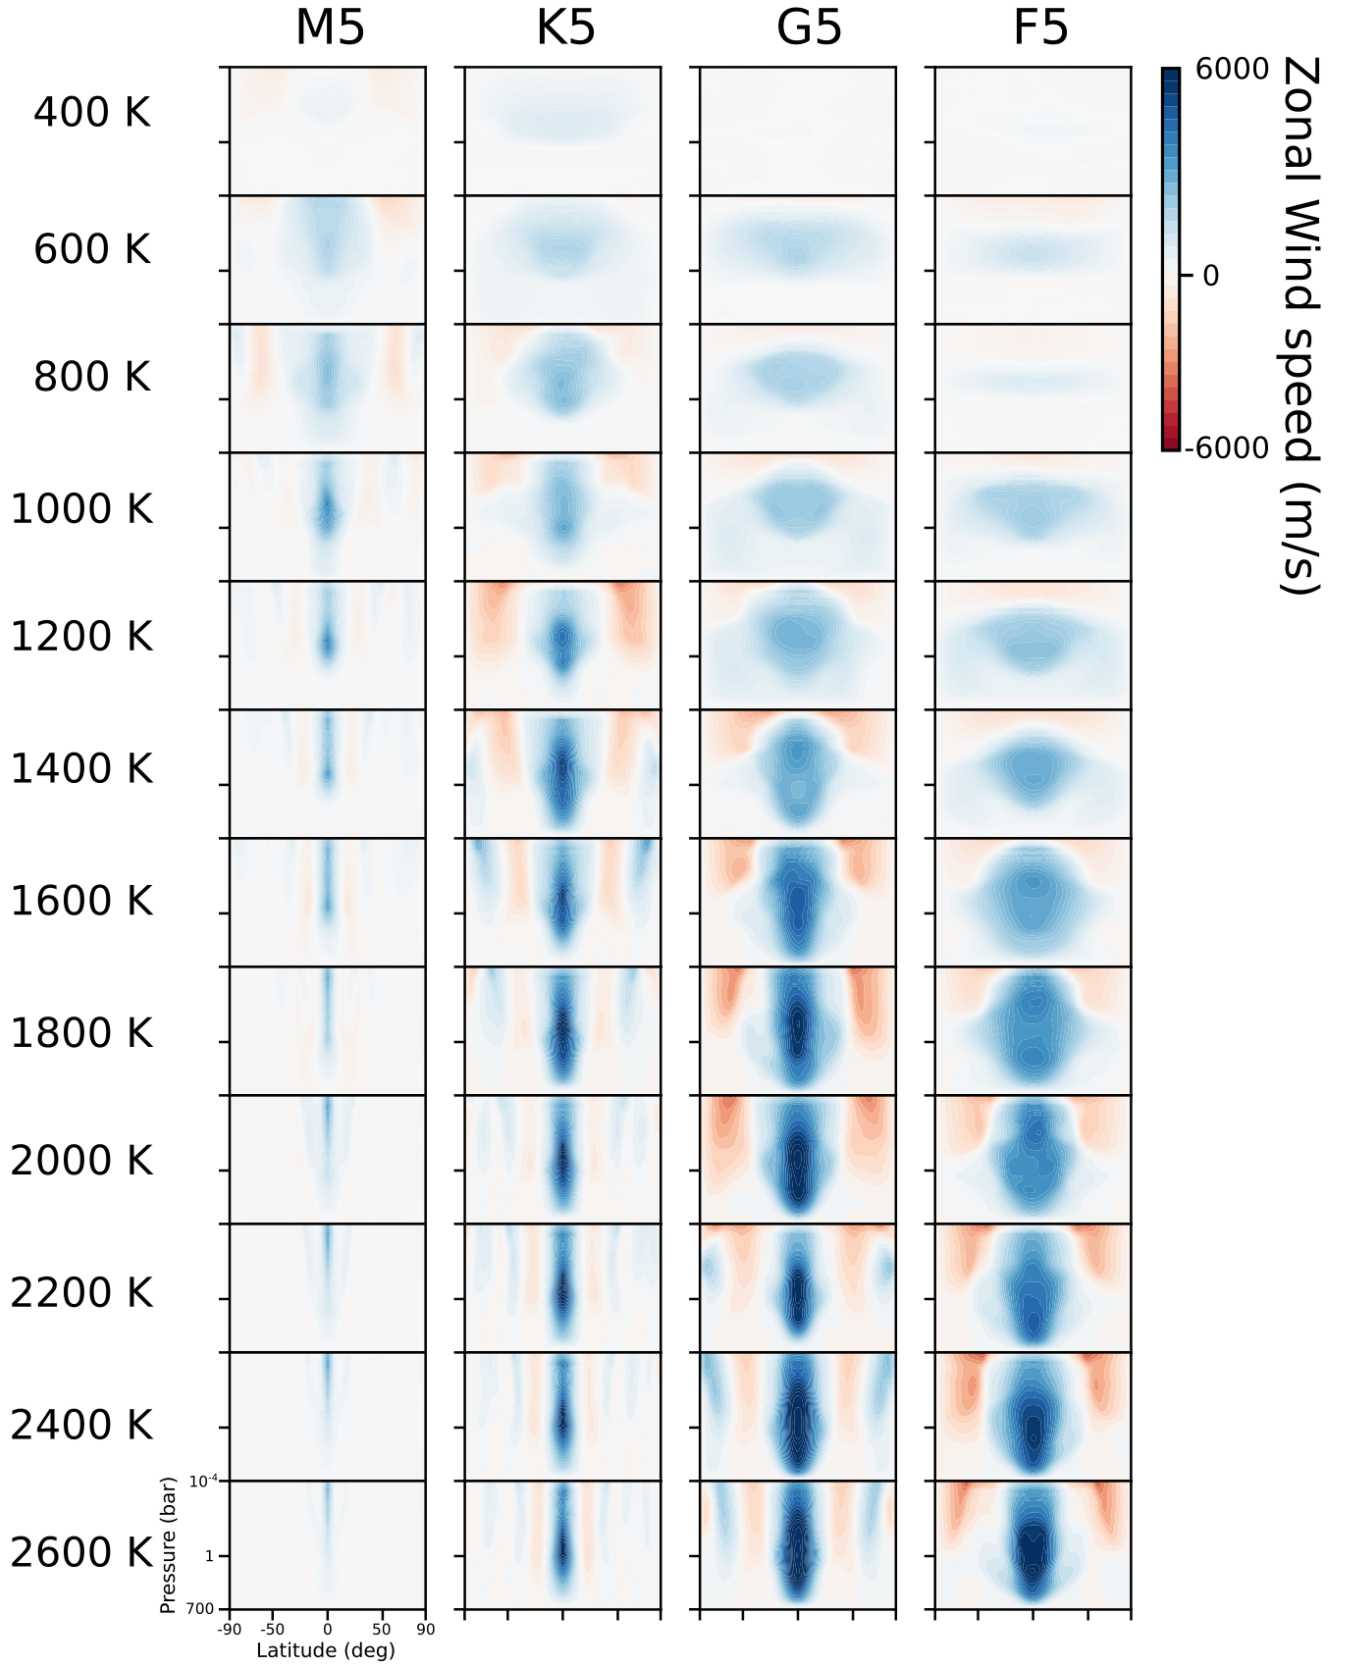 M5 K5 G5 F5
400 K
600 K
800 K
1000 K
1200 K
1400 K
1600 K
1800 K
2000 K
2200 K
2400 K
2600 K
6000
0
-6000
Zonal Wind speed (m/s)
10⁻⁴
1
700
Pressure (bar)
-90 -50 0 50 90
Latitude (deg)